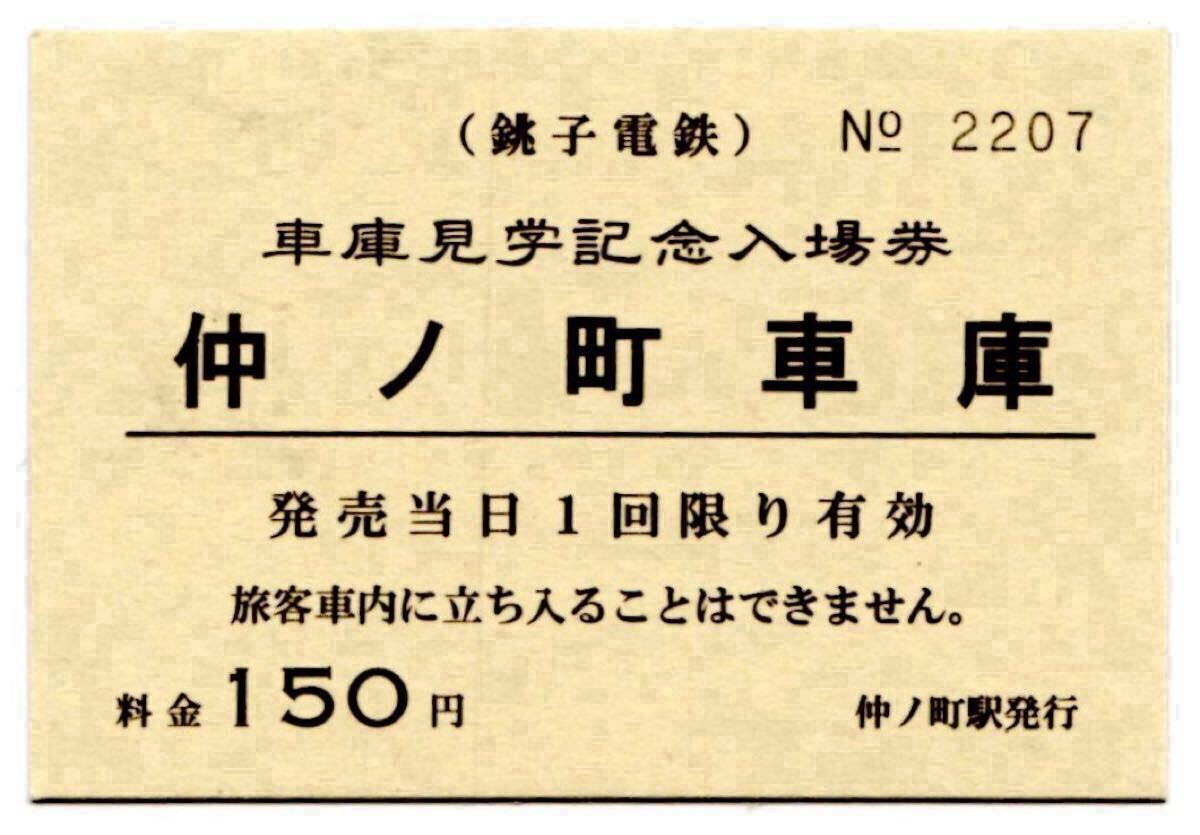 （銚子電鉄） № 2207
車庫見学記念入場券
仲ノ町車庫
発売当日1回限り有効
旅客車内に立ち入ることはできません。
料金150円 仲ノ町駅発行